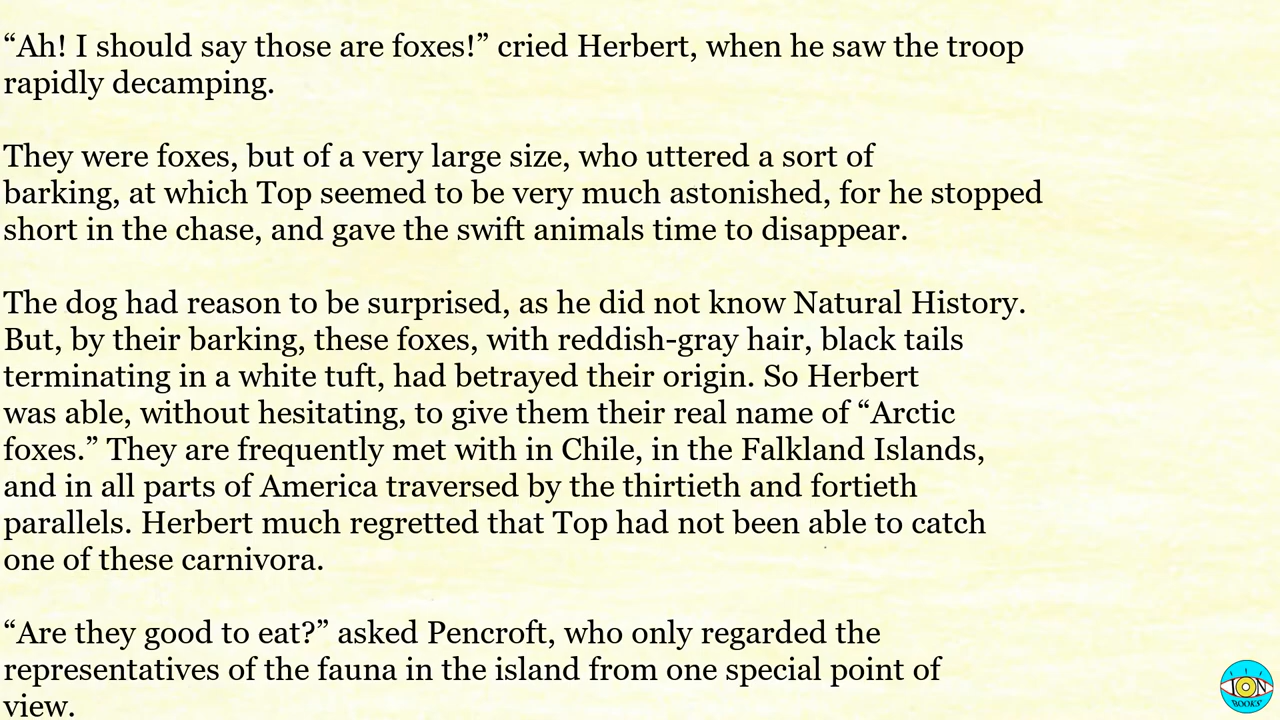 “Ah! I should say those are foxes!” cried Herbert, when he saw the troop
rapidly decamping.
They were foxes, but of a very large size, who uttered a sort of
barking, at which Top seemed to be very much astonished, for he stopped
short in the chase, and gave the swift animals time to disappear.
The dog had reason to be surprised, as he did not know Natural History.
But, by their barking, these foxes, with reddish-gray hair, black tails
terminating in a white tuft, had betrayed their origin. So Herbert
was able, without hesitating, to give them their real name of “Arctic
foxes.” They are frequently met with in Chile, in the Falkland Islands,
and in all parts of America traversed by the thirtieth and fortieth
parallels. Herbert much regretted that Top had not been able to catch
one of these carnivora.
“Are they good to eat?” asked Pencroft, who only regarded the
representatives of the fauna in the island from one special point of
view.
ION
BOOKS